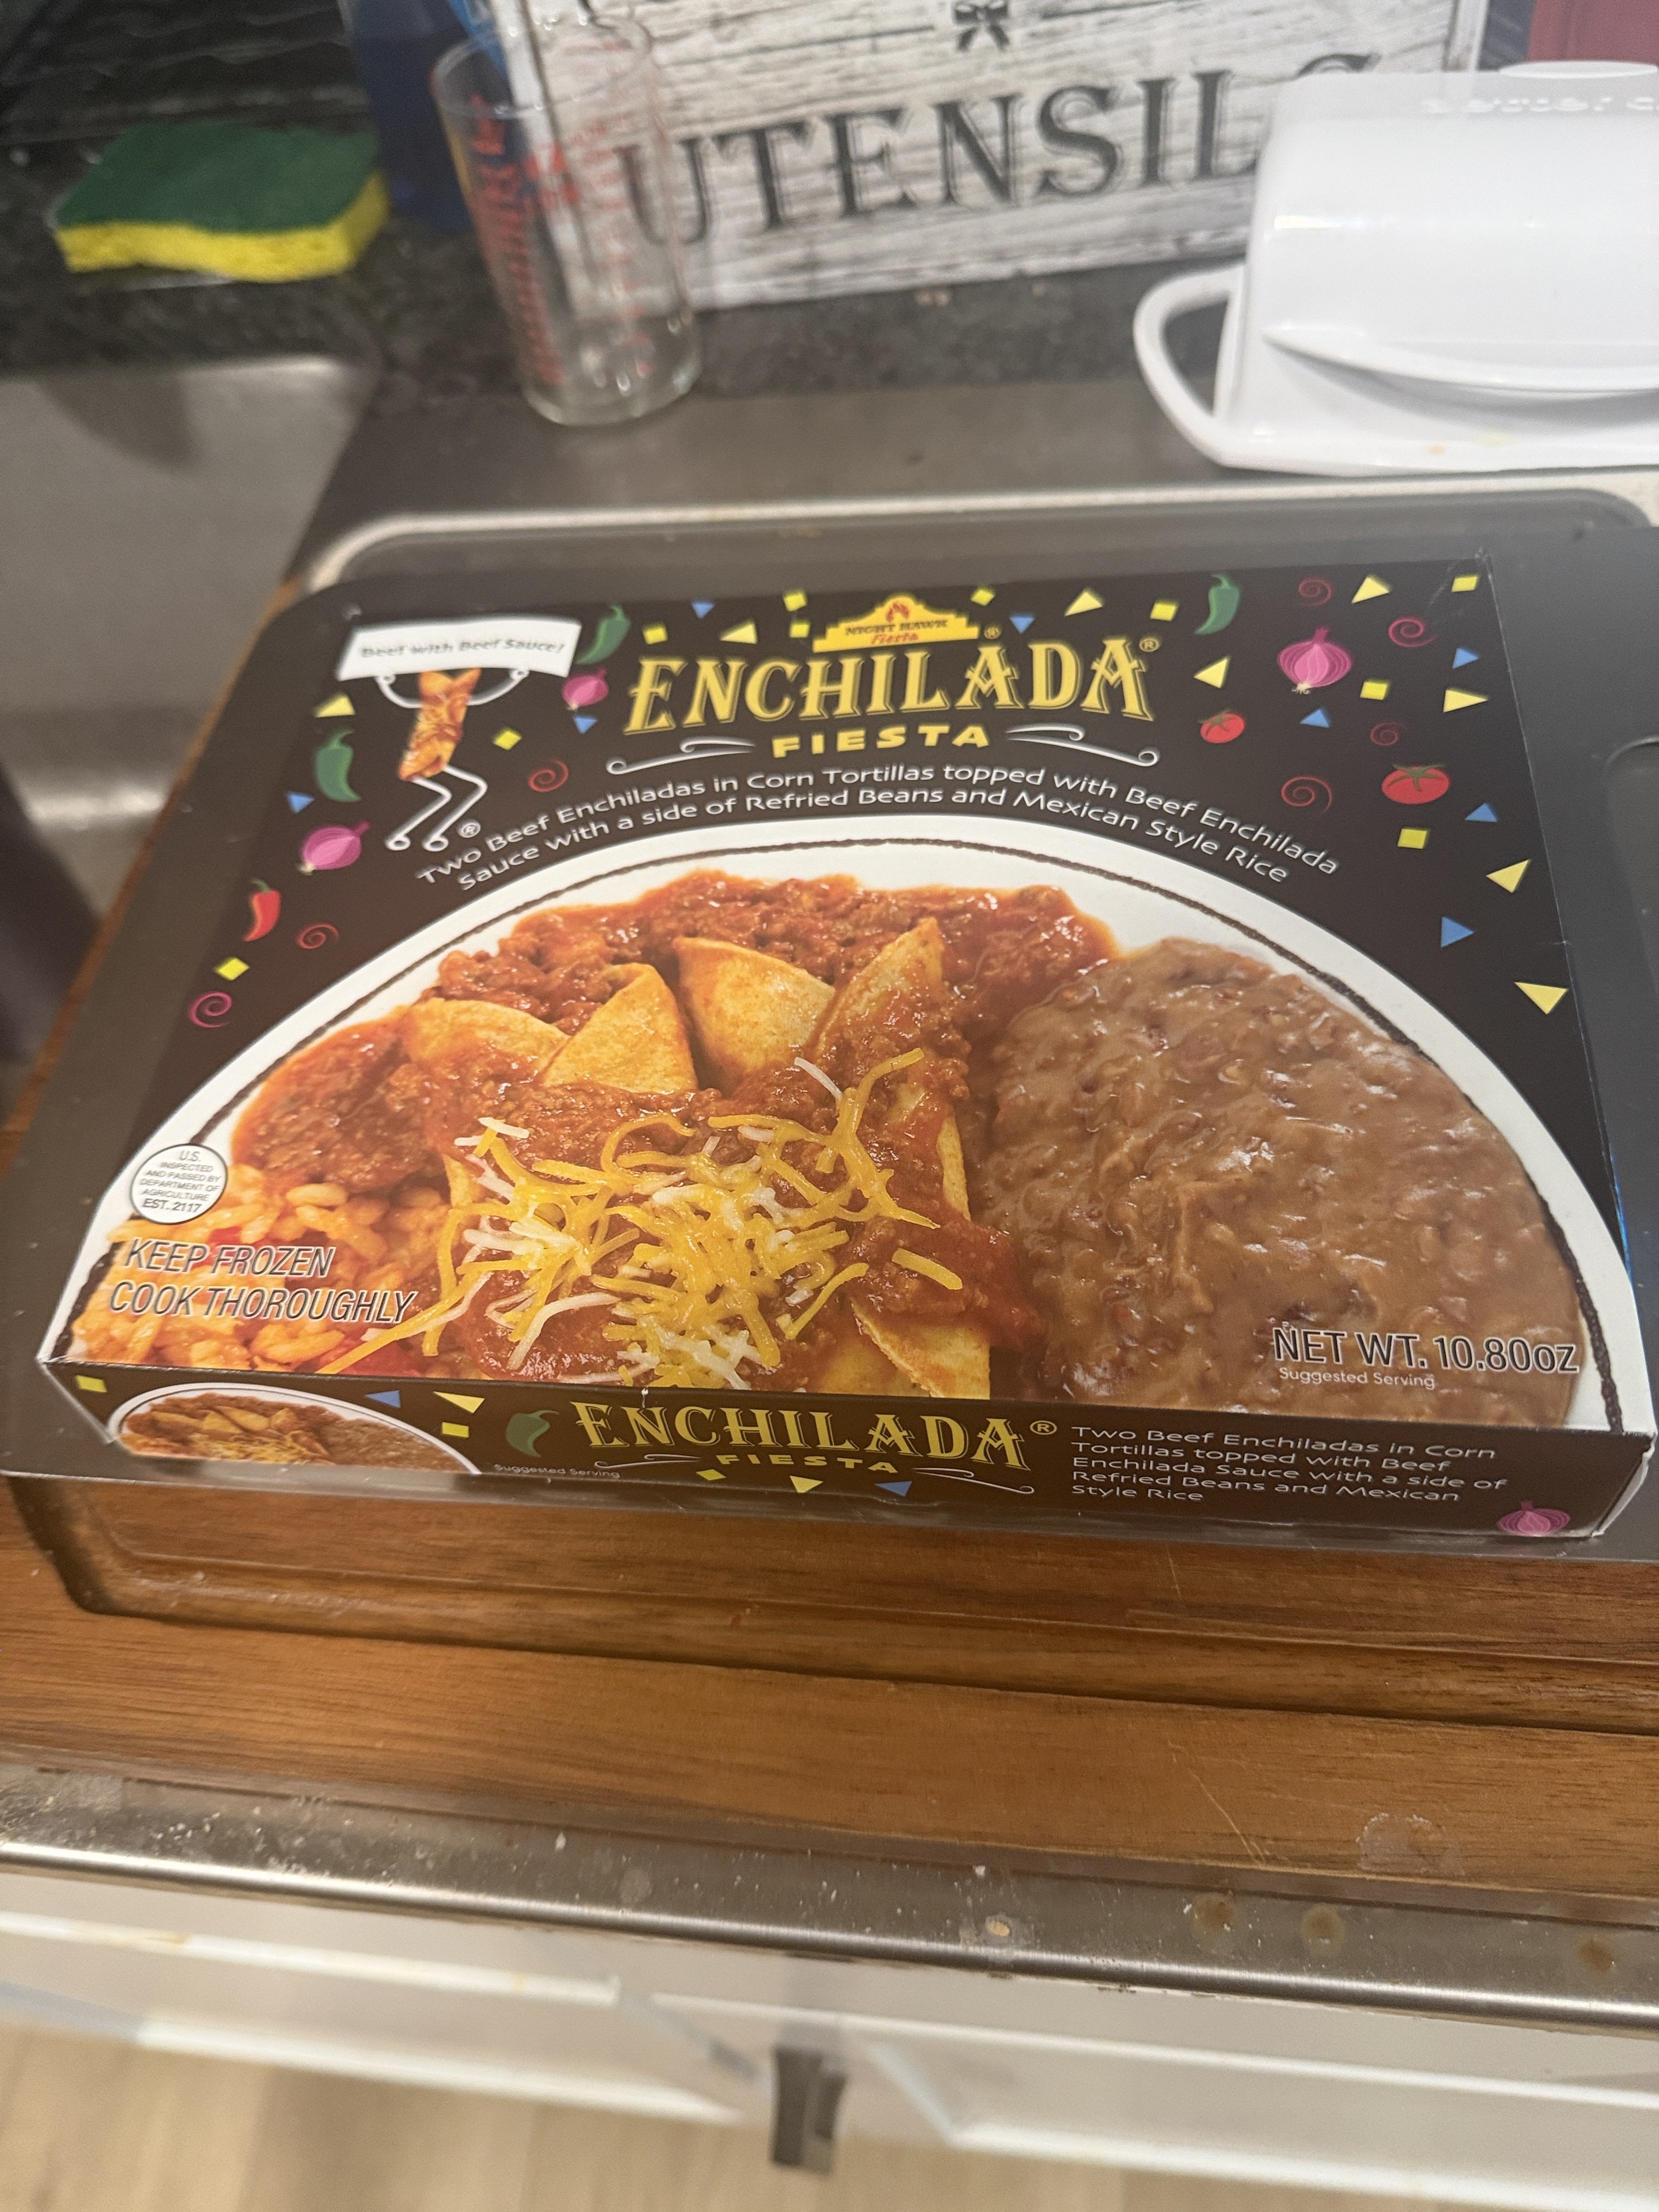 UTENSILS
Beef with Beef Sauce!
NIGHT HAWK
Fiesta
®
ENCHILADA®
FIESTA
Two Beef Enchiladas in Corn Tortillas topped with Beef Enchilada
Sauce with a side of Refried Beans and Mexican Style Rice
®
U.S.
INSPECTED
AND PASSED BY
DEPARTMENT OF
AGRICULTURE
EST. 2117
KEEP FROZEN
COOK THOROUGHLY
NET WT. 10.80oz
Suggested Serving
Suggested Serving
ENCHILADA®
FIESTA
Two Beef Enchiladas in Corn
Tortillas topped with Beef
Enchilada Sauce with a side of
Refried Beans and Mexican
Style Rice